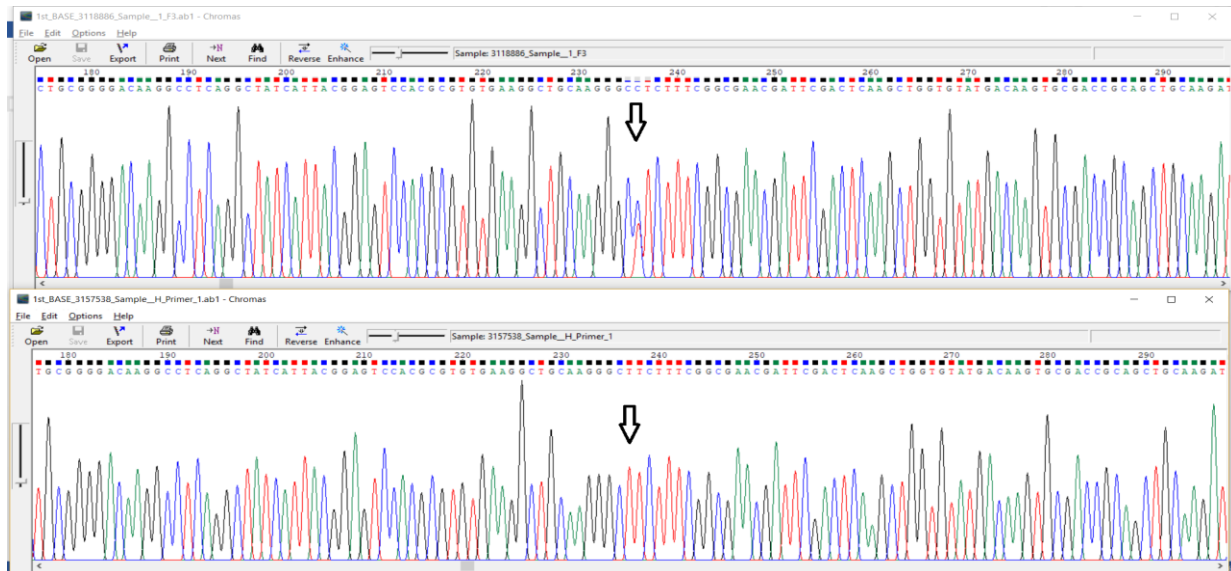 1st_BASE_3118886_Sample__1_F3.ab1 - Chromas
File Edit Options Help
Open Save Export Print Next Find Reverse Enhance Sample: 3118886_Sample__1_F3
180 190 200 210 220 230 240 250 260 270 280 290
CTGCGGGGACAAGGCCTCAGGCTATCATTACGGAGTCCACGCGTGTGAAGGCTGCAAGGGCCTCTTTCGGCGAACGATTCGACTCAAGCTGGTGTATGACAAGTGCGACCGCAGCTGCAAGAT
1st_BASE_3157538_Sample__H_Primer_1.ab1 - Chromas
File Edit Options Help
Open Save Export Print Next Find Reverse Enhance Sample: 3157538_Sample__H_Primer_1
180 190 200 210 220 230 240 250 260 270 280 290
TGCGGGGACAAGGCCTCAGGCTATCATTACGGAGTCCACGCGTGTGAAGGCTGCAAGGGCTTCTTTCGGCGAACGATTCGACTCAAGCTGGTGTATGACAAGTGCGACCGCAGCTGCAAGAT